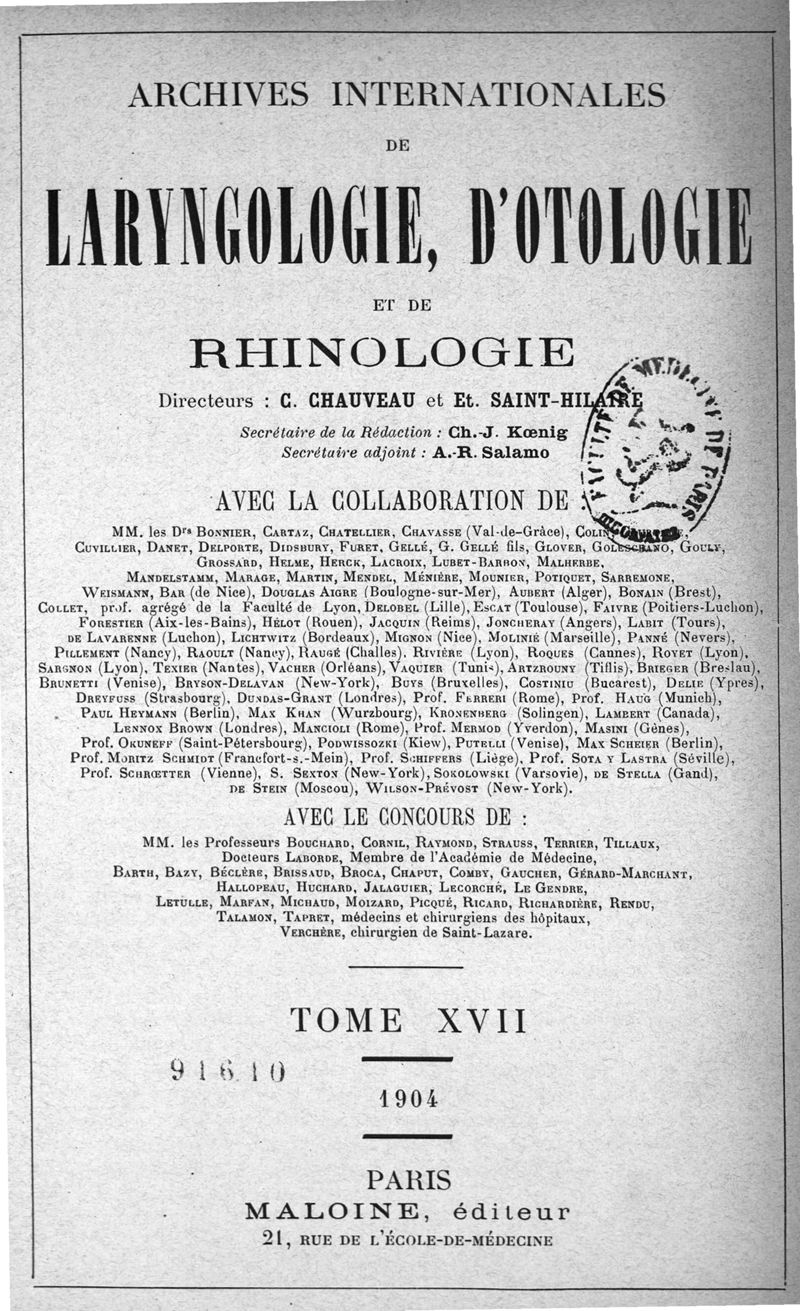 ARCHIVES INTERNATIONALES
DE
LARYNGOLOGIE, D'OTOLOGIE
ET DE
RHINOLOGIE
Directeurs : C. CHAUVEAU et Et. SAINT-HILAIRE
Secrétaire de la Rédaction : Ch.-J. Kœnig
Secrétaire adjoint : A.-R. Salamo
FACULTÉ DE MEDECINE DE PARIS
AVEC LA COLLABORATION DE :
MM. les Drs BONNIER, CARTAZ, CHATELLIER, CHAVASSE (Val-de-Grâce),
CUVILLIER, DANET, DELPORTE, DIDSBURY, FURET, GELLÉ, G. GELLÉ fils, GLOVER, GOLESCEANO, GOULY,
GROSSARD, HELME, HERCK, LACROIX, LUBET-BARBON, MALHERBE,
MANDELSTAMM, MARAGE, MARTIN, MENDEL, MÉNIÈRE, MOUNIER, POTIQUET, SARREMONE,
WEISMANN, BAR (de Nice), DOUGLAS AIGRE (Boulogne-sur-Mer), AUBERT (Alger), BONAIN (Brest),
COLLET, prof. agrégé de la Faculté de Lyon, DELOBEL (Lille), ESCAT (Toulouse), FAIVRE (Poitiers-Luchon),
FORESTIER (Aix-les-Bains), HÉLOT (Rouen), JACQUIN (Reims), JONCHERAY (Angers), LABIT (Tours),
DE LAVARENNE (Luchon), LICHTWITZ (Bordeaux), MIGNON (Nice), MOLINIÉ (Marseille), PANNÉ (Nevers),
PILLEMENT (Nancy), RAOULT (Nancy), RAUGÉ (Challes), RIVIÈRE (Lyon), ROQUES (Cannes), ROYET (Lyon),
SARGNON (Lyon), TEXIER (Nantes), VACHER (Orléans), VAQUIER (Tunis), ARTZROUNY (Tiflis), BRIEGER (Breslau),
BRUNETTI (Venise), BRYSON-DELAVAN (New-York), BUYS (Bruxelles), COSTINIU (Bucarest), DELIE (Ypres),
DREYFUSS (Strasbourg), DUNDAS-GRANT (Londres), Prof. FERRERI (Rome), Prof. HAUG (Munich),
PAUL HEYMANN (Berlin), MAX KHAN (Wurzbourg), KRONENBERG (Solingen), LAMBERT (Canada),
LENNOX BROWN (Londres), MANCIOLI (Rome), Prof. MERMOD (Yverdon), MASINI (Gênes),
Prof. OKUNEFF (Saint-Pétersbourg), PODWISSOZKI (Kiew), PUTELLI (Venise), MAX SCHEIER (Berlin),
Prof. MORITZ SCHMIDT (Francfort-s.-Mein), Prof. SCHIFFERS (Liège), Prof. SOTA Y LASTRA (Séville),
Prof. SCHRŒTTER (Vienne), S. SEXTON (New-York), SOKOLOWSKI (Varsovie), DE STELLA (Gand),
DE STEIN (Moscou), WILSON-PRÉVOST (New-York).
AVEC LE CONCOURS DE :
MM. les Professeurs BOUCHARD, CORNIL, RAYMOND, STRAUSS, TERRIER, TILLAUX,
Docteurs LABORDE, Membre de l'Académie de Médecine,
BARTH, BAZY, BÉCLÈRE, BRISSAUD, BROCA, CHAPUT, COMBY, GAUCHER, GÉRARD-MARCHANT,
HALLOPEAU, HUCHARD, JALAGUIER, LECORCHÉ, LE GENDRE,
LETULLE, MARFAN, MICHAUD, MOIZARD, PICQUÉ, RICARD, RICHARDIÈRE, RENDU,
TALAMON, TAPRET, médecins et chirurgiens des hôpitaux,
VERCHÈRE, chirurgien de Saint-Lazare.
TOME XVII
91610
1904
PARIS
MALOINE, éditeur
21, RUE DE L'ÉCOLE-DE-MÉDECINE